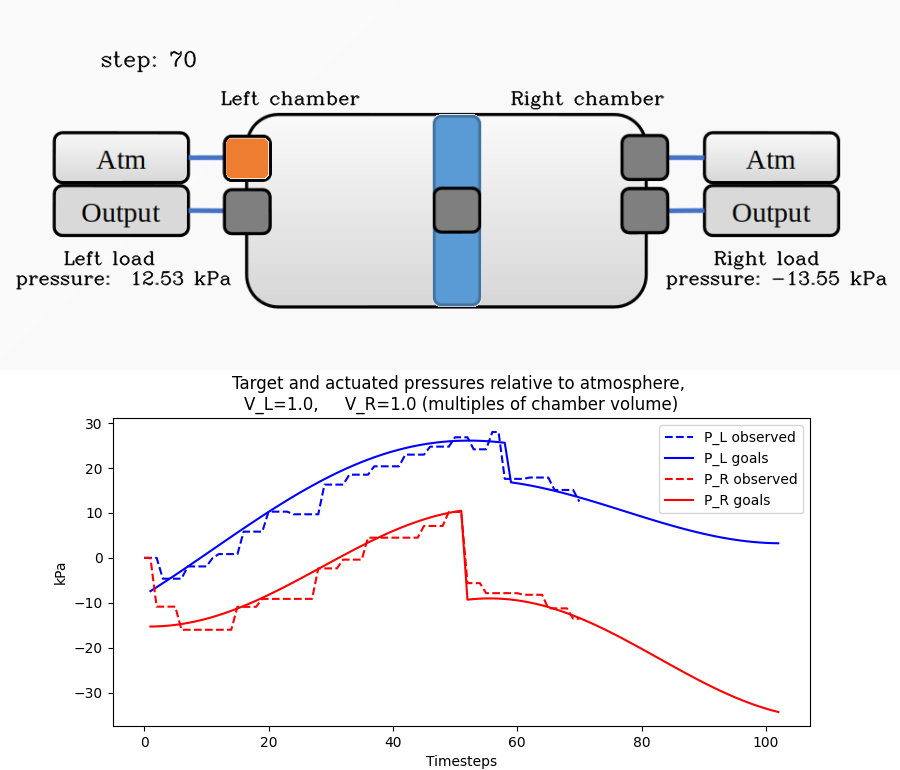 step: 70
Left chamber
Right chamber
Atm
Atm
Output
Output
Left load
pressure: 12.53 kPa
Right load
pressure: −13.55 kPa
Target and actuated pressures relative to atmosphere,
V_L=1.0, V_R=1.0 (multiples of chamber volume)
30
20
10
0
−10
−20
−30
kPa
P_L observed
P_L goals
P_R observed
P_R goals
0 20 40 60 80 100
Timesteps